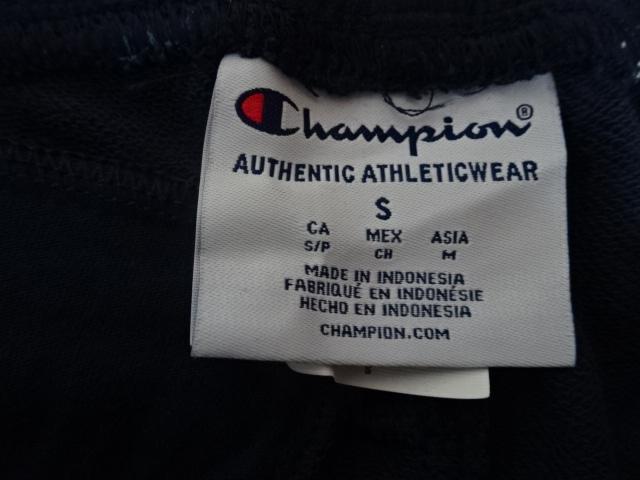 Champion®
AUTHENTIC ATHLETICWEAR
S
CA MEX ASIA
S/P CH M
MADE IN INDONESIA
FABRIQUÉ EN INDONÉSIE
HECHO EN INDONESIA
CHAMPION.COM